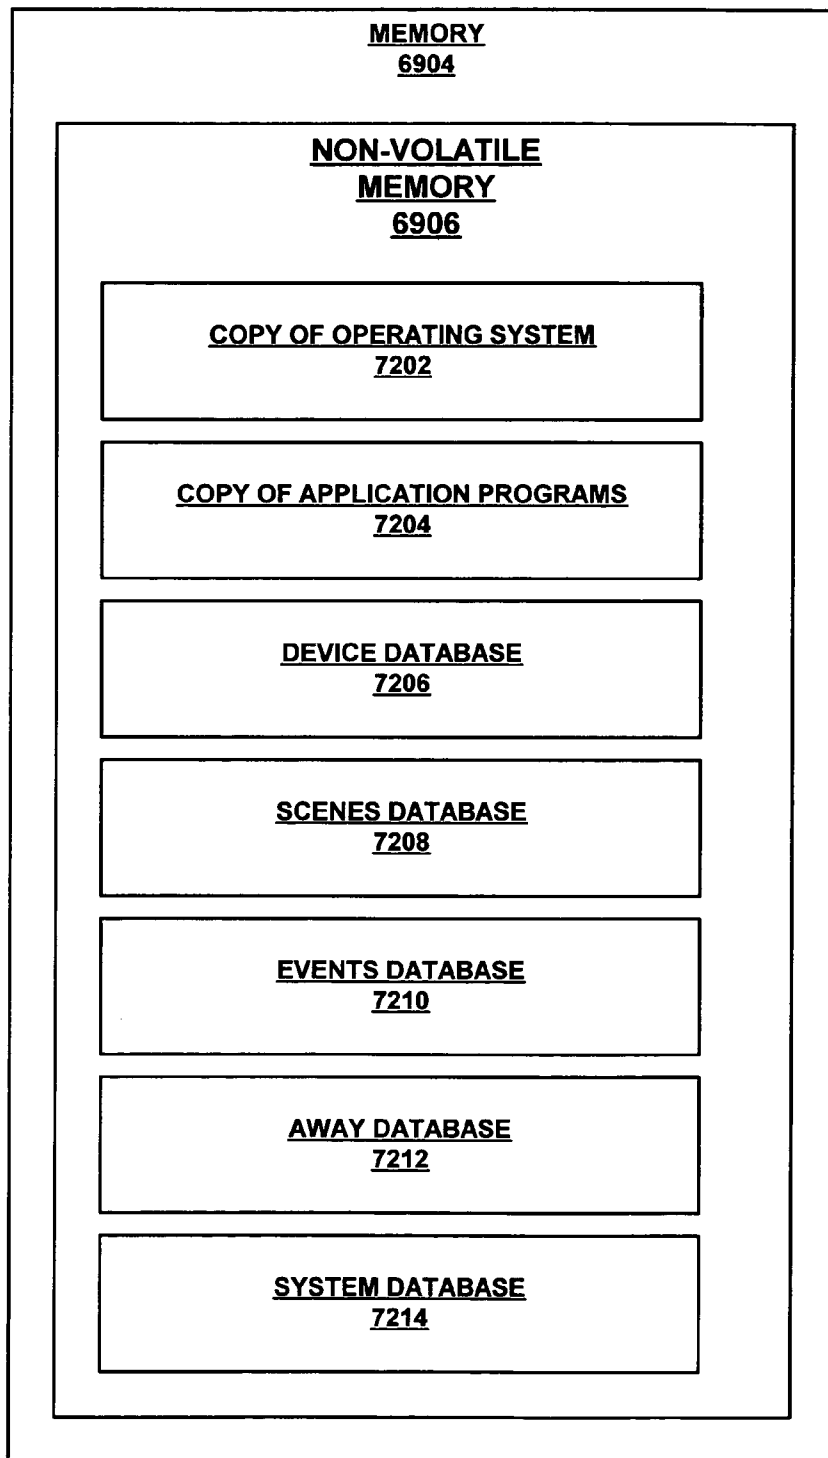 MEMORY
6904
NON-VOLATILE
MEMORY
6906
COPY OF OPERATING SYSTEM
7202
COPY OF APPLICATION PROGRAMS
7204
DEVICE DATABASE
7206
SCENES DATABASE
7208
EVENTS DATABASE
7210
AWAY DATABASE
7212
SYSTEM DATABASE
7214